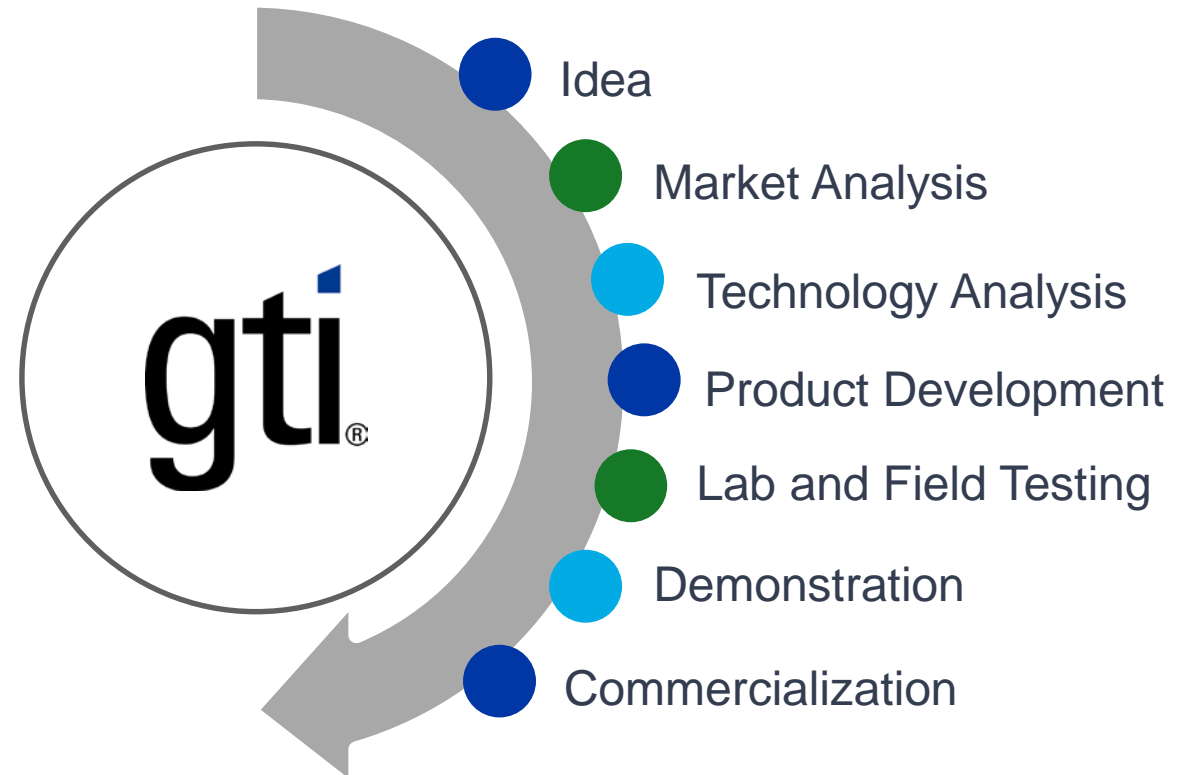 Idea
Market Analysis
Technology Analysis
gti®
Product Development
Lab and Field Testing
Demonstration
Commercialization